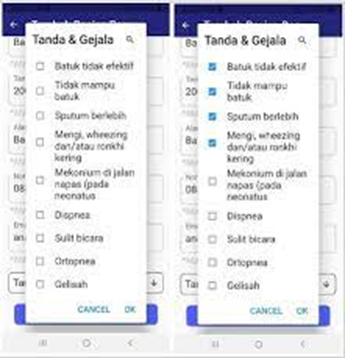 Tanda & Gejala
Batuk tidak efektif
Tidak mampu
batuk
Sputum berlebih
Mengi, wheezing
dan/atau ronkhi
kering
Mekonium di jalan
napas (pada
neonatus
Dispnea
Sulit bicara
Ortopnea
Gelisah
CANCEL OK
Tanda & Gejala
Batuk tidak efektif
Tidak mampu
batuk
Sputum berlebih
Mengi, wheezing
dan/atau ronkhi
kering
Mekonium di jalan
napas (pada
neonatus
Dispnea
Sulit bicara
Ortopnea
Gelisah
CANCEL OK